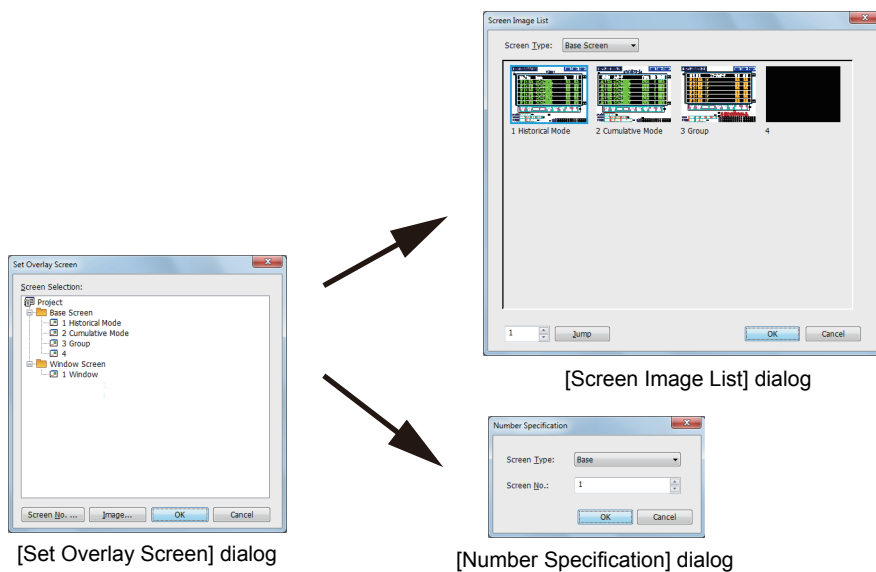 Screen Image List
Screen Type: Base Screen
1 Historical Mode
2 Cumulative Mode
3 Group
4
1
Jump
OK
Cancel
[Screen Image List] dialog
Set Overlay Screen
Screen Selection:
Project
Base Screen
1 Historical Mode
2 Cumulative Mode
3 Group
4
Window Screen
1 Window
Screen No. ...
Image...
OK
Cancel
[Set Overlay Screen] dialog
Number Specification
Screen Type: Base
Screen No.: 1
OK
Cancel
[Number Specification] dialog